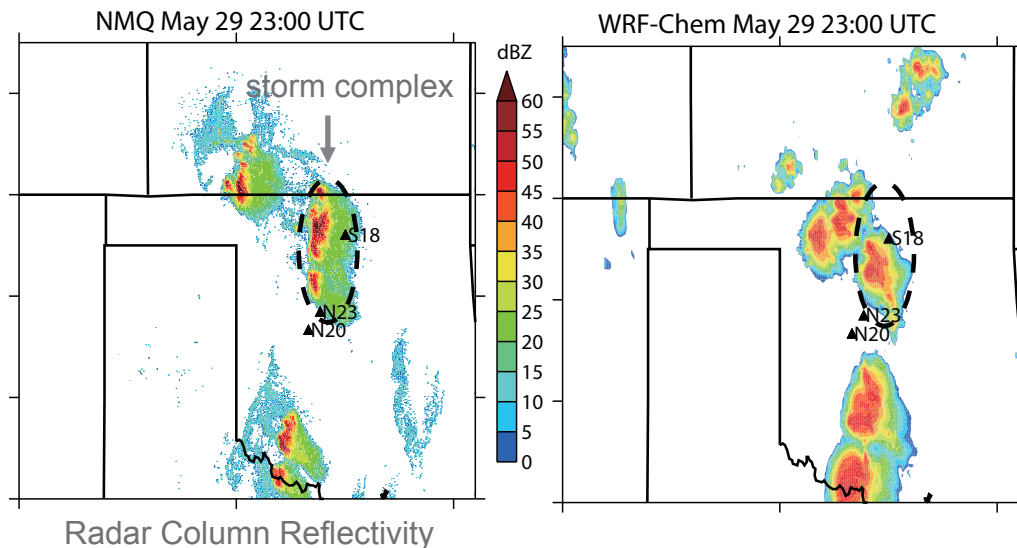 NMQ May 29 23:00 UTC
WRF-Chem May 29 23:00 UTC
dBZ
storm complex
60
55
50
45
40
35
30
25
20
15
10
5
0
S18
N23
N20
S18
N23
N20
Radar Column Reflectivity